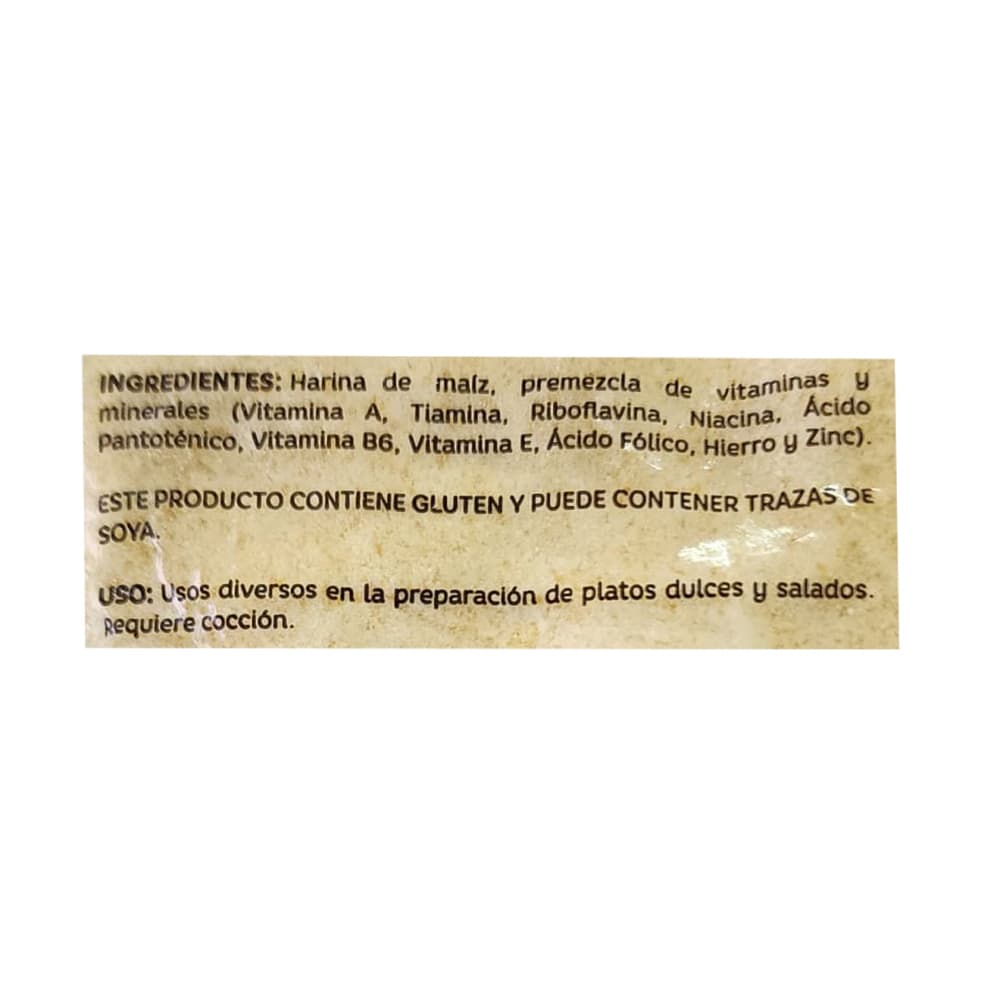 INGREDIENTES: Harina de maíz, premezcla de vitaminas y
minerales (Vitamina A, Tiamina, Riboflavina, Niacina, Ácido
Pantoténico, Vitamina B6, Vitamina E, Ácido Fólico, Hierro y Zinc).
ESTE PRODUCTO CONTIENE GLUTEN Y PUEDE CONTENER TRAZAS DE
SOYA.
USO: Usos diversos en la preparación de platos dulces y salados.
Requiere cocción.